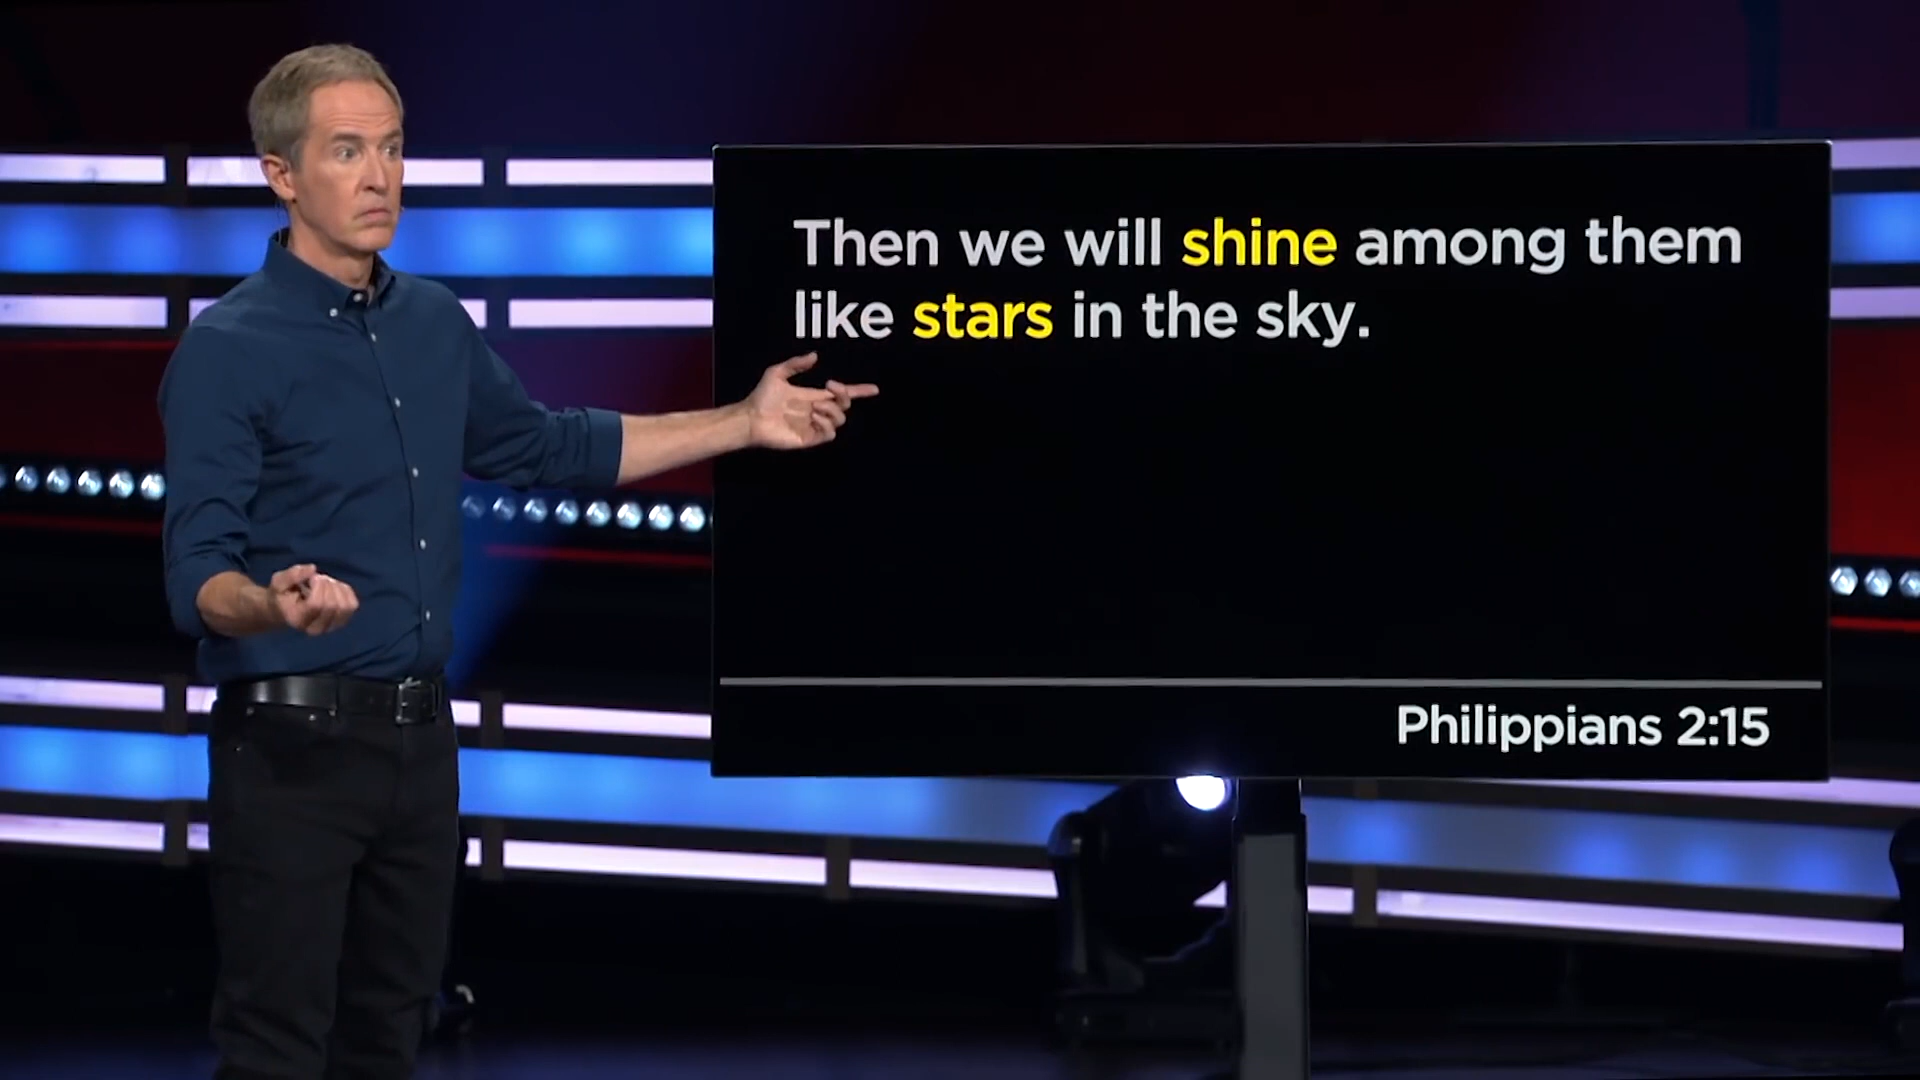 Then we will shine among them
like stars in the sky.
Philippians 2:15